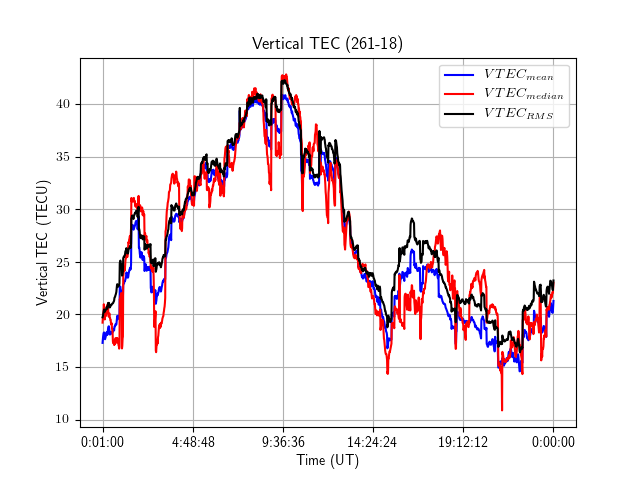 Vertical TEC (261-18)
VTEC_mean
VTEC_median
VTEC_RMS
Vertical TEC (TECU)
40
35
30
25
20
15
10
0:01:00 4:48:48 9:36:36 14:24:24 19:12:12 0:00:00
Time (UT)